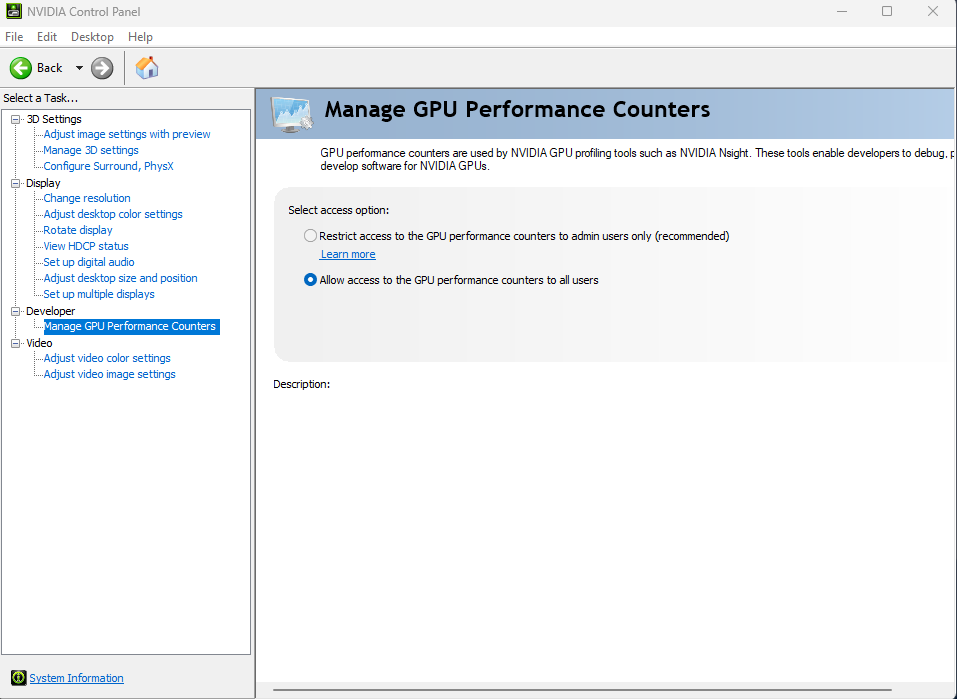 NVIDIA Control Panel
File Edit Desktop Help
Back
Select a Task...
3D Settings
Adjust image settings with preview
Manage 3D settings
Configure Surround, PhysX
Display
Change resolution
Adjust desktop color settings
Rotate display
View HDCP status
Set up digital audio
Adjust desktop size and position
Set up multiple displays
Developer
Manage GPU Performance Counters
Video
Adjust video color settings
Adjust video image settings
System Information
Manage GPU Performance Counters
GPU performance counters are used by NVIDIA GPU profiling tools such as NVIDIA Nsight. These tools enable developers to debug,
develop software for NVIDIA GPUs.
Select access option:
Restrict access to the GPU performance counters to admin users only (recommended)
Learn more
Allow access to the GPU performance counters to all users
Description: